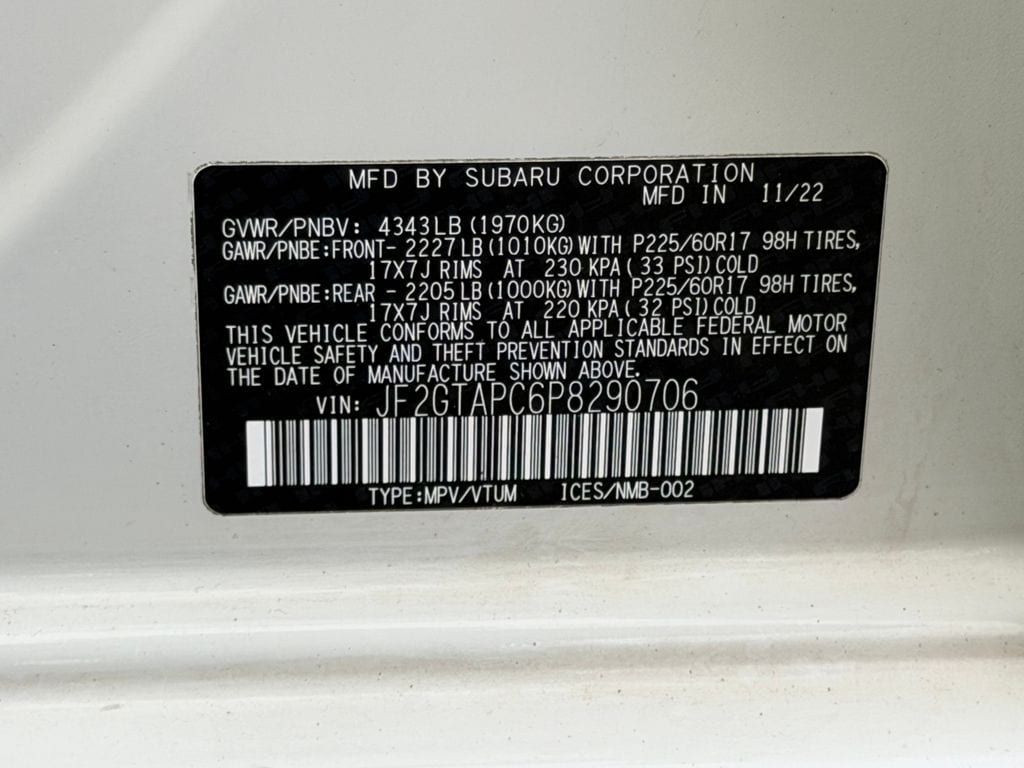 MFD BY SUBARU CORPORATION
MFD IN 11/22
GVWR/PNBV: 4343LB(1970KG)
GAWR/PNBE:FRONT- 2227LB(1010KG)WITH P225/60R17 98H TIRES,
17X7J RIMS AT 230 KPA( 33 PSI)COLD
GAWR/PNBE:REAR - 2205LB(1000KG)WITH P225/60R17 98H TIRES,
17X7J RIMS AT 220 KPA( 32 PSI)COLD
THIS VEHICLE CONFORMS TO ALL APPLICABLE FEDERAL MOTOR
VEHICLE SAFETY AND THEFT PREVENTION STANDARDS IN EFFECT ON
THE DATE OF MANUFACTURE SHOWN ABOVE.
VIN: JF2GTAPC6P8290706
TYPE:MPV/VTUM ICES/NMB-002